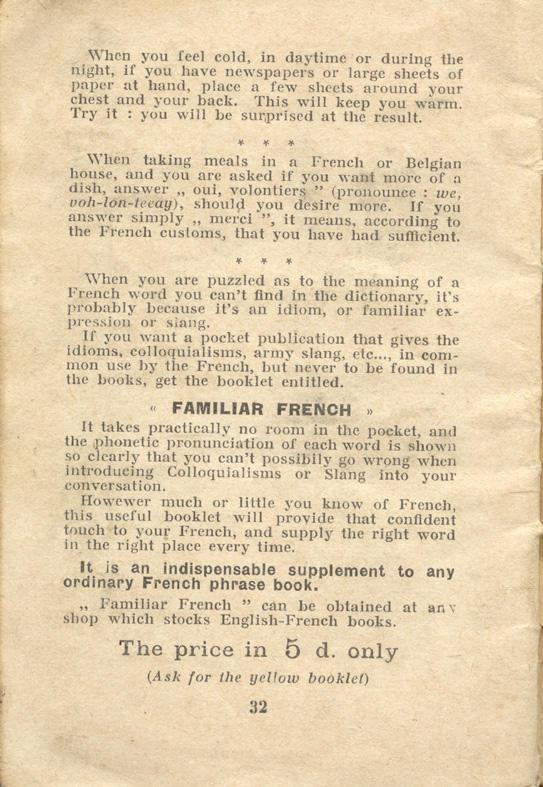 When you feel cold, in daytime or during the
night, if you have newspapers or large sheets of
paper at hand, place a few sheets around your
chest and your back. This will keep you warm.
Try it : you will be surprised at the result.
* * *
When taking meals in a French or Belgian
house, and you are asked if you want more of a
dish, answer „ oui, volontiers ” (pronounce : we,
voh-lon-teeay), should you desire more. If you
answer simply „ merci ”, it means, according to
the French customs, that you have had sufficient.
* * *
When you are puzzled as to the meaning of a
French word you can't find in the dictionary, it's
probably because it's an idiom, or familiar ex-
pression or slang.
If you want a pocket publication that gives the
idioms, colloquialisms, army slang, etc..., in com-
mon use by the French, but never to be found in
the books, get the booklet entitled.
« FAMILIAR FRENCH »
It takes practically no room in the pocket, and
the phonetic pronunciation of each word is shown
so clearly that you can't possibily go wrong when
introducing Colloquialisms or Slang into your
conversation.
Howewer much or little you know of French,
this useful booklet will provide that confident
touch to your French, and supply the right word
in the right place every time.
It is an indispensable supplement to any
ordinary French phrase book.
„ Familiar French ” can be obtained at any
shop which stocks English-French books.
The price in 5 d. only
(Ask for the yellow booklet)
32